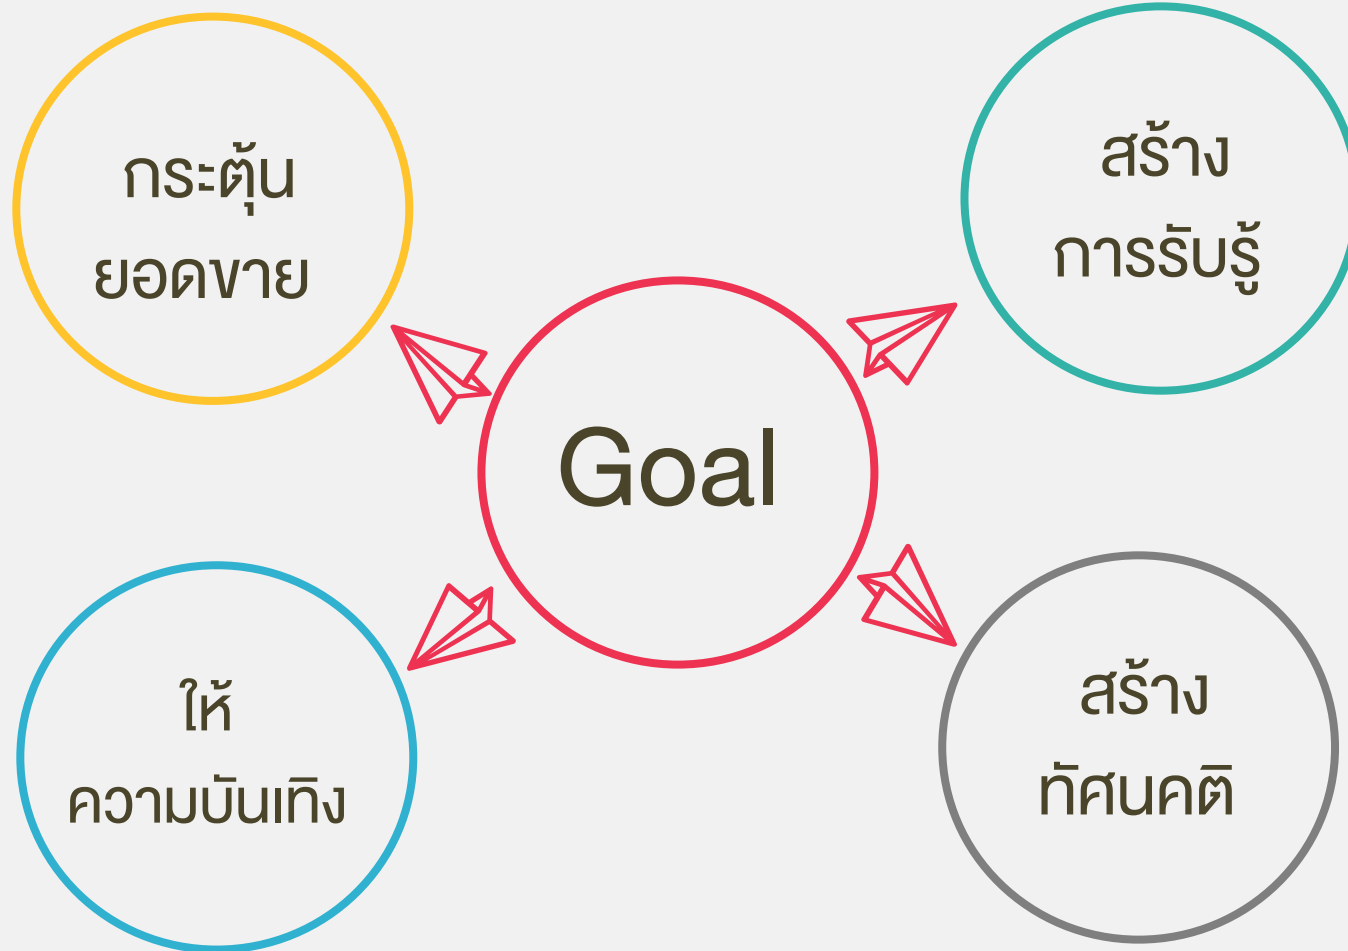 กระตุ้น
ยอดขาย
สร้าง
การรับรู้
Goal
ให้
ความบันเทิง
สร้าง
ทัศนคติ